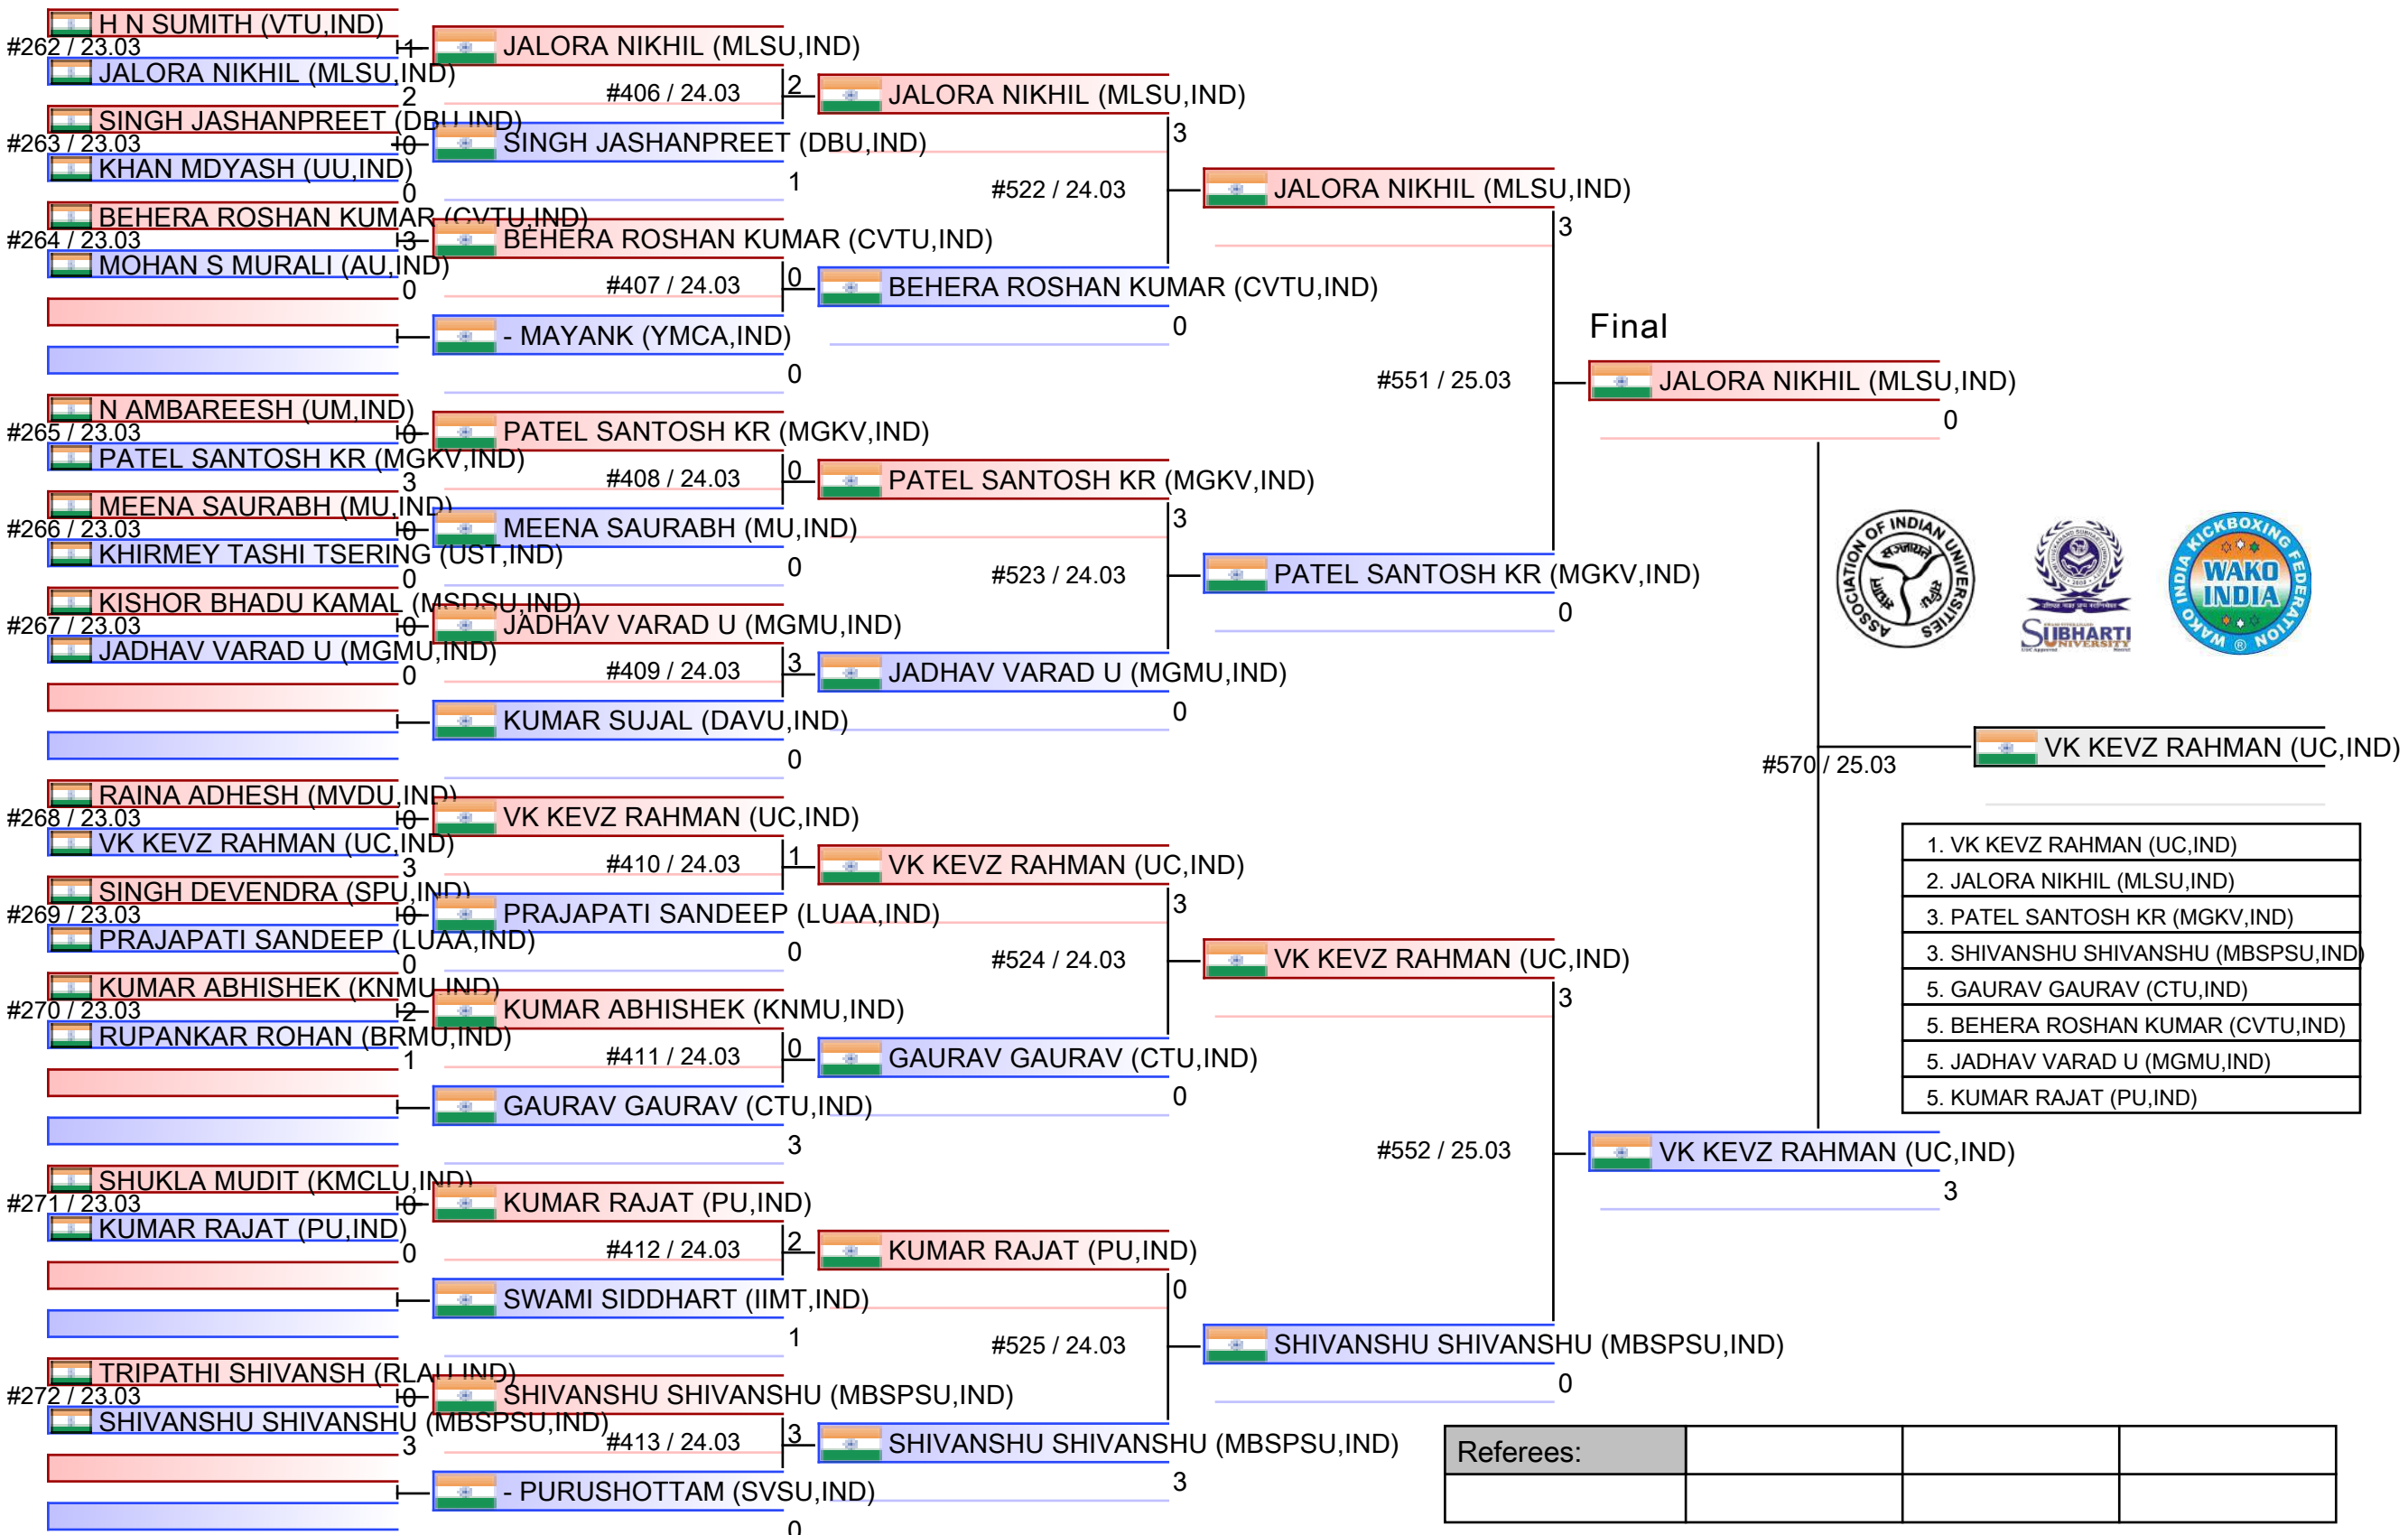 H N SUMITH (VTU,IND)
#262 / 23.03
1
JALORA NIKHIL (MLSU,IND)
2
SINGH JASHANPREET (DBU,IND)
#263 / 23.03
0
KHAN MDYASH (UU,IND)
0
BEHERA ROSHAN KUMAR (CVTU,IND)
#264 / 23.03
3
MOHAN S MURALI (AU,IND)
0
N AMBAREESH (UM,IND)
#265 / 23.03
0
PATEL SANTOSH KR (MGKV,IND)
3
MEENA SAURABH (MU,IND)
#266 / 23.03
0
KHIRMEY TASHI TSERING (UST,IND)
0
KISHOR BHADU KAMAL (MSDSU,IND)
#267 / 23.03
0
JADHAV VARAD U (MGMU,IND)
0
RAINA ADHESH (MVDU,IND)
#268 / 23.03
0
VK KEVZ RAHMAN (UC,IND)
3
SINGH DEVENDRA (SPU,IND)
#269 / 23.03
0
PRAJAPATI SANDEEP (LUAA,IND)
0
KUMAR ABHISHEK (KNMU,IND)
#270 / 23.03
2
RUPANKAR ROHAN (BRMU,IND)
1
SHUKLA MUDIT (KMCLU,IND)
#271 / 23.03
0
KUMAR RAJAT (PU,IND)
0
TRIPATHI SHIVANSH (RLAU,IND)
#272 / 23.03
0
SHIVANSHU SHIVANSHU (MBSPSU,IND)
3
JALORA NIKHIL (MLSU,IND)
#406 / 24.03
2
SINGH JASHANPREET (DBU,IND)
1
BEHERA ROSHAN KUMAR (CVTU,IND)
#407 / 24.03
0
- MAYANK (YMCA,IND)
0
PATEL SANTOSH KR (MGKV,IND)
#408 / 24.03
0
MEENA SAURABH (MU,IND)
0
JADHAV VARAD U (MGMU,IND)
#409 / 24.03
3
KUMAR SUJAL (DAVU,IND)
0
VK KEVZ RAHMAN (UC,IND)
#410 / 24.03
1
PRAJAPATI SANDEEP (LUAA,IND)
0
KUMAR ABHISHEK (KNMU,IND)
#411 / 24.03
0
GAURAV GAURAV (CTU,IND)
3
KUMAR RAJAT (PU,IND)
#412 / 24.03
2
SWAMI SIDDHART (IIMT,IND)
1
SHIVANSHU SHIVANSHU (MBSPSU,IND)
#413 / 24.03
3
- PURUSHOTTAM (SVSU,IND)
0
JALORA NIKHIL (MLSU,IND)
3
#522 / 24.03
BEHERA ROSHAN KUMAR (CVTU,IND)
0
PATEL SANTOSH KR (MGKV,IND)
3
#523 / 24.03
JADHAV VARAD U (MGMU,IND)
0
VK KEVZ RAHMAN (UC,IND)
3
#524 / 24.03
GAURAV GAURAV (CTU,IND)
0
KUMAR RAJAT (PU,IND)
0
#525 / 24.03
SHIVANSHU SHIVANSHU (MBSPSU,IND)
3
JALORA NIKHIL (MLSU,IND)
3
#551 / 25.03
PATEL SANTOSH KR (MGKV,IND)
0
VK KEVZ RAHMAN (UC,IND)
3
#552 / 25.03
SHIVANSHU SHIVANSHU (MBSPSU,IND)
0
Final
JALORA NIKHIL (MLSU,IND)
0
#570 / 25.03
VK KEVZ RAHMAN (UC,IND)
3
ASSOCIATION OF INDIAN UNIVERSITIES
SUBHARTI
UNIVERSITY
WAKO INDIA KICKBOXING FEDERATION
WAKO
INDIA
®
VK KEVZ RAHMAN (UC,IND)
1. VK KEVZ RAHMAN (UC,IND)
2. JALORA NIKHIL (MLSU,IND)
3. PATEL SANTOSH KR (MGKV,IND)
3. SHIVANSHU SHIVANSHU (MBSPSU,IND)
5. GAURAV GAURAV (CTU,IND)
5. BEHERA ROSHAN KUMAR (CVTU,IND)
5. JADHAV VARAD U (MGMU,IND)
5. KUMAR RAJAT (PU,IND)
Referees: